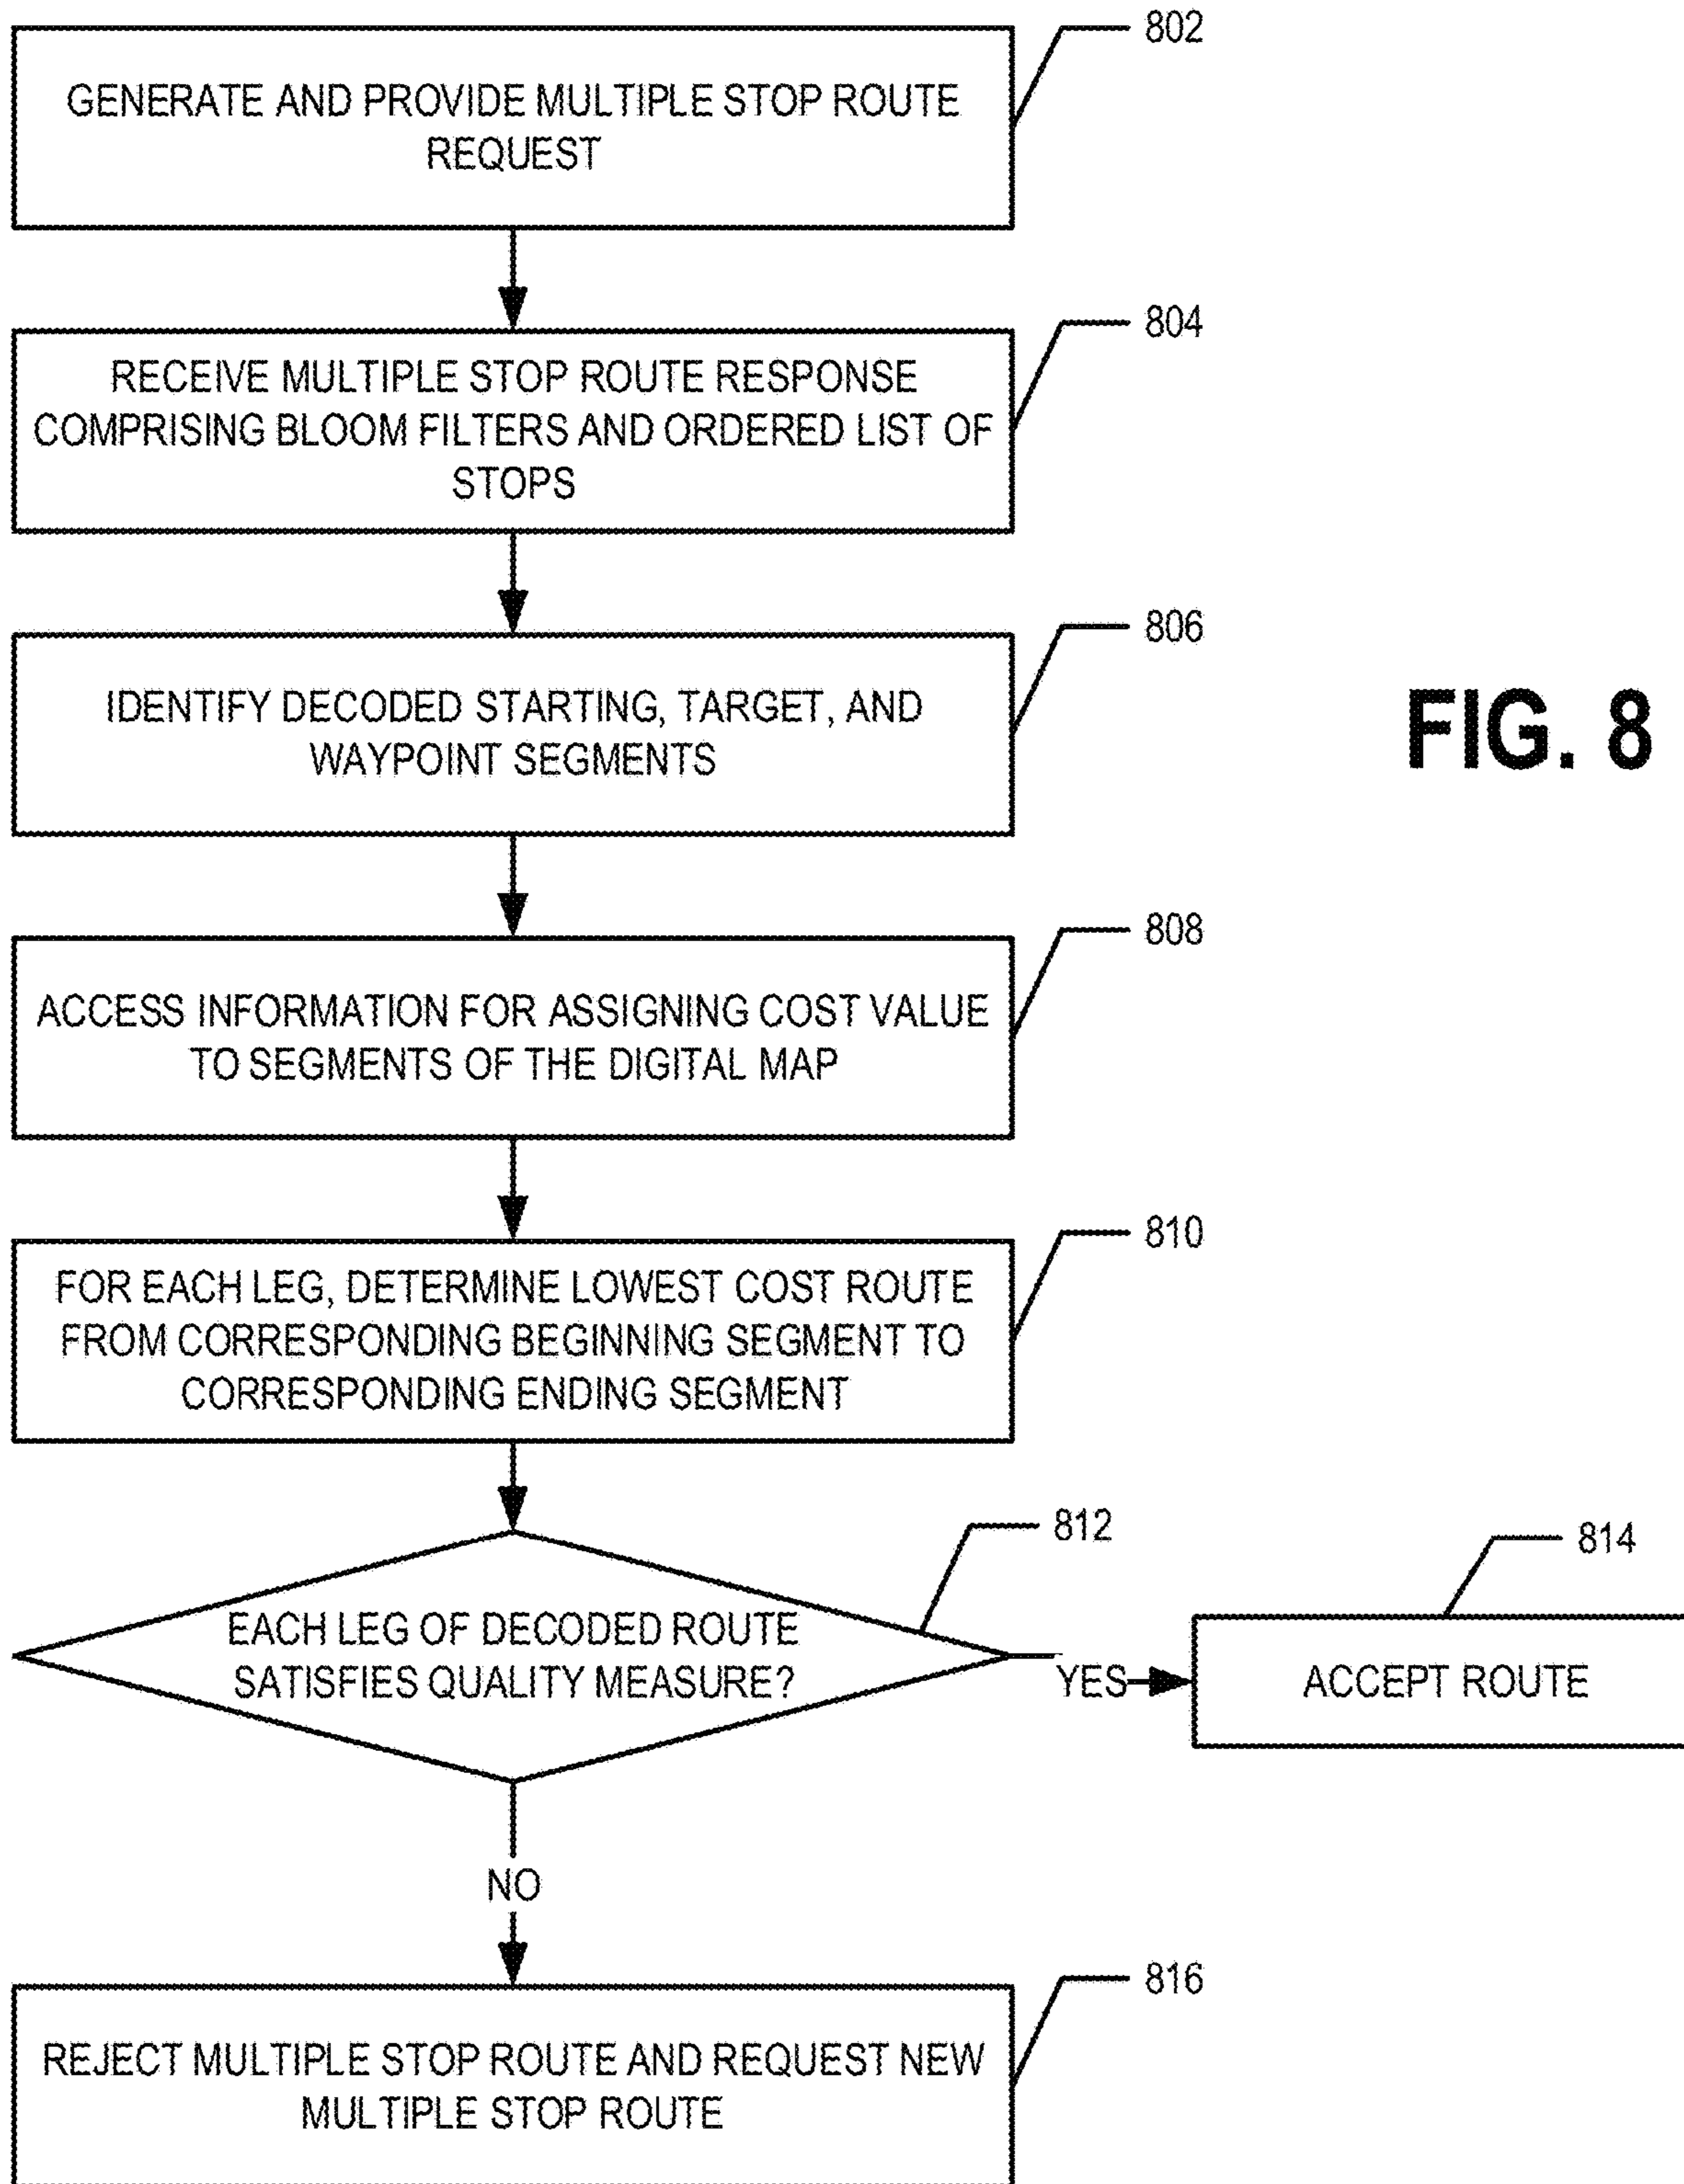 802
GENERATE AND PROVIDE MULTIPLE STOP ROUTE
REQUEST
804
RECEIVE MULTIPLE STOP ROUTE RESPONSE
COMPRISING BLOOM FILTERS AND ORDERED LIST OF
STOPS
806
IDENTIFY DECODED STARTING, TARGET, AND
WAYPOINT SEGMENTS
FIG. 8
808
ACCESS INFORMATION FOR ASSIGNING COST VALUE
TO SEGMENTS OF THE DIGITAL MAP
810
FOR EACH LEG, DETERMINE LOWEST COST ROUTE
FROM CORRESPONDING BEGINNING SEGMENT TO
CORRESPONDING ENDING SEGMENT
812
EACH LEG OF DECODED ROUTE
SATISFIES QUALITY MEASURE?
YES
814
ACCEPT ROUTE
NO
816
REJECT MULTIPLE STOP ROUTE AND REQUEST NEW
MULTIPLE STOP ROUTE